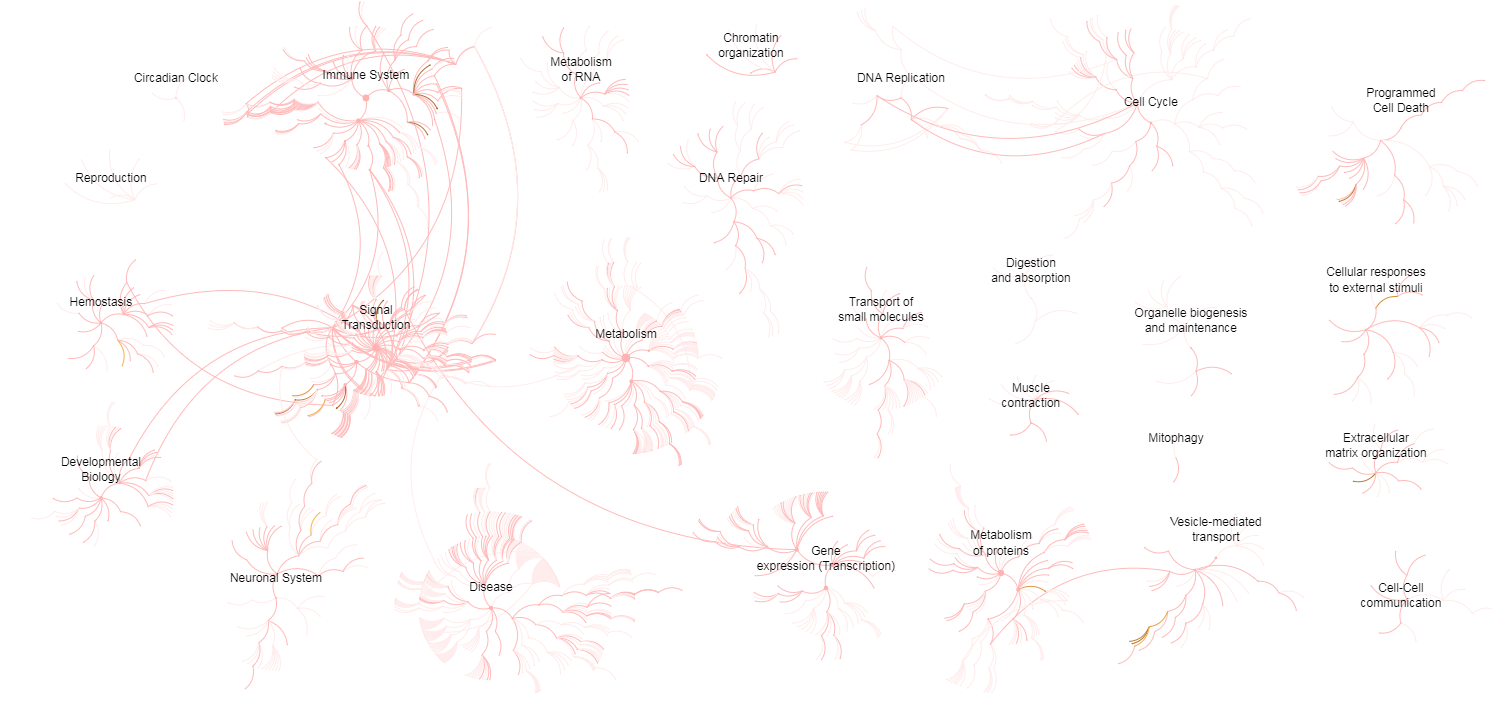 Circadian Clock
Immune System
Metabolism
of RNA
Chromatin
organization
DNA Replication
Cell Cycle
Programmed
Cell Death
Reproduction
DNA Repair
Hemostasis
Signal
Transduction
Metabolism
Transport of
small molecules
Digestion
and absorption
Organelle biogenesis
and maintenance
Cellular responses
to external stimuli
Muscle
contraction
Mitophagy
Extracellular
matrix organization
Developmental
Biology
Neuronal System
Disease
Gene
expression (Transcription)
Metabolism
of proteins
Vesicle-mediated
transport
Cell-Cell
communication